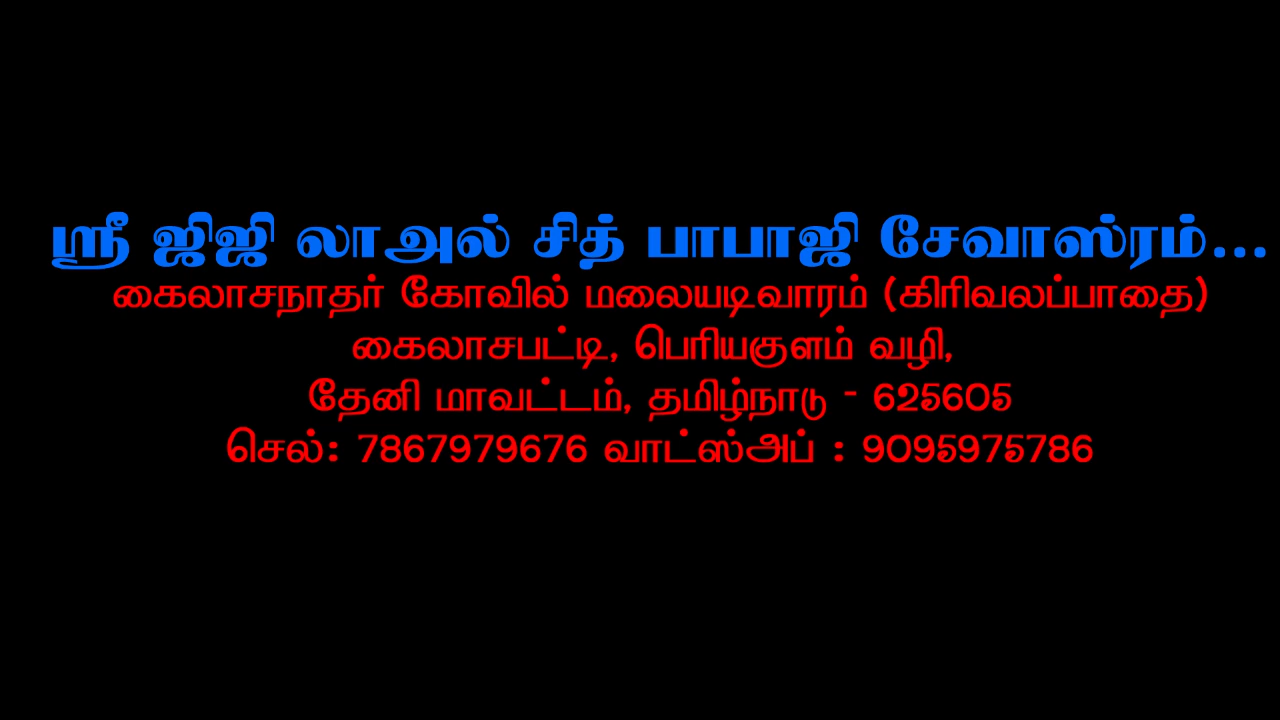 ஸ்ரீ ஜிஜி லாஅல் சித் பாபாஜி சேவாஸ்ரம்...
கைலாசநாதர் கோவில் மலையடிவாரம் (கிரிவலப்பாதை)
கைலாசபட்டி, பெரியகுளம் வழி,
தேனி மாவட்டம், தமிழ்நாடு - 625605
செல்: 7867979676 வாட்ஸ்அப் : 9095975786